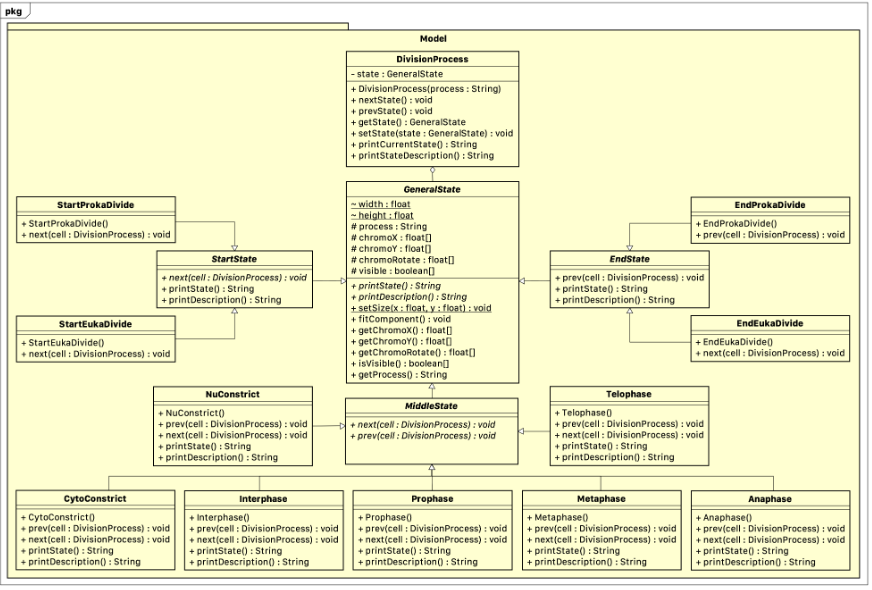 pkg
Model
DivisionProcess
- state : GeneralState
+ DivisionProcess(process : String)
+ nextState() : void
+ prevState() : void
+ getState() : GeneralState
+ setState(state : GeneralState) : void
+ printCurrentState() : String
+ printStateDescription() : String
GeneralState
~ width : float
~ height : float
# process : String
# chromoX : float[]
# chromoY : float[]
# chromoRotate : float[]
# visible : boolean[]
+ printState() : String
+ printDescription() : String
+ setSize(x : float, y : float) : void
+ fitComponent() : void
+ getChromoX() : float[]
+ getChromoY() : float[]
+ getChromoRotate() : float[]
+ isVisible() : boolean[]
+ getProcess() : String
StartProkaDivide
+ StartProkaDivide()
+ next(cell : DivisionProcess) : void
StartState
+ next(cell : DivisionProcess) : void
+ printState() : String
+ printDescription() : String
StartEukaDivide
+ StartEukaDivide()
+ next(cell : DivisionProcess) : void
EndProkaDivide
+ EndProkaDivide()
+ prev(cell : DivisionProcess) : void
EndState
+ prev(cell : DivisionProcess) : void
+ printState() : String
+ printDescription() : String
EndEukaDivide
+ EndEukaDivide()
+ next(cell : DivisionProcess) : void
NuConstrict
+ NuConstrict()
+ prev(cell : DivisionProcess) : void
+ next(cell : DivisionProcess) : void
+ printState() : String
+ printDescription() : String
MiddleState
+ next(cell : DivisionProcess) : void
+ prev(cell : DivisionProcess) : void
Telophase
+ Telophase()
+ prev(cell : DivisionProcess) : void
+ next(cell : DivisionProcess) : void
+ printState() : String
+ printDescription() : String
CytoConstrict
+ CytoConstrict()
+ prev(cell : DivisionProcess) : void
+ next(cell : DivisionProcess) : void
+ printState() : String
+ printDescription() : String
Interphase
+ Interphase()
+ prev(cell : DivisionProcess) : void
+ next(cell : DivisionProcess) : void
+ printState() : String
+ printDescription() : String
Prophase
+ Prophase()
+ prev(cell : DivisionProcess) : void
+ next(cell : DivisionProcess) : void
+ printState() : String
+ printDescription() : String
Metaphase
+ Metaphase()
+ prev(cell : DivisionProcess) : void
+ next(cell : DivisionProcess) : void
+ printState() : String
+ printDescription() : String
Anaphase
+ Anaphase()
+ prev(cell : DivisionProcess) : void
+ next(cell : DivisionProcess) : void
+ printState() : String
+ printDescription() : String